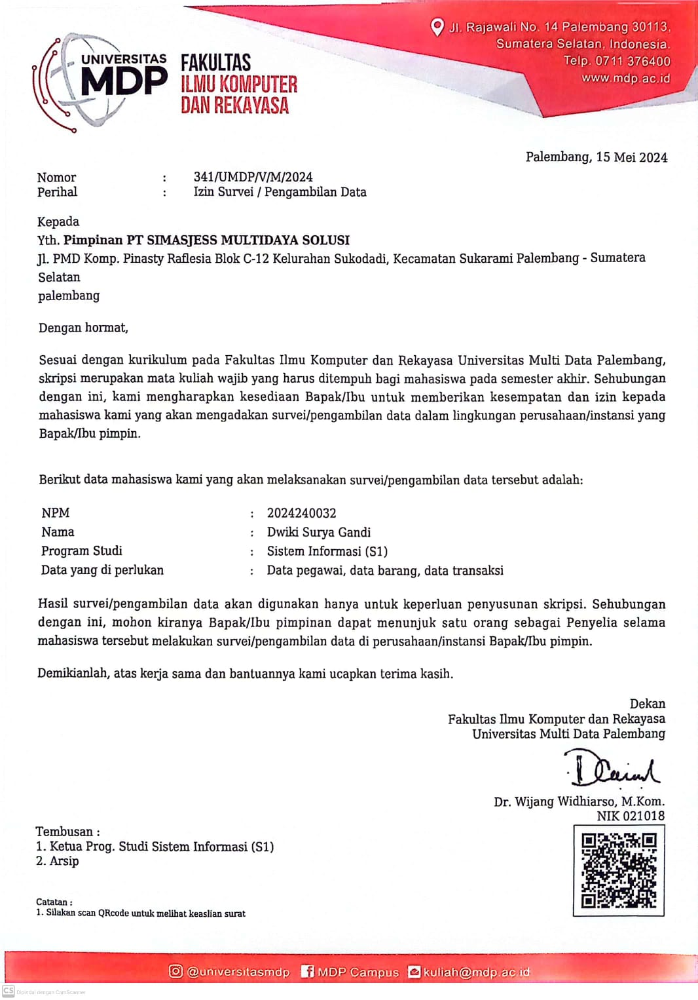 UNIVERSITAS
MDP
FAKULTAS
ILMU KOMPUTER
DAN REKAYASA
Jl. Rajawali No. 14 Palembang 30113,
Sumatera Selatan, Indonesia.
Telp. 0711 376400
www.mdp.ac.id
Palembang, 15 Mei 2024
Nomor : 341/UMDP/V/M/2024
Perihal : Izin Survei / Pengambilan Data
Kepada
Yth. Pimpinan PT SIMASJESS MULTIDAYA SOLUSI
Jl. PMD Komp. Pinasty Raflesia Blok C-12 Kelurahan Sukodadi, Kecamatan Sukarami Palembang - Sumatera
Selatan
palembang
Dengan hormat,
Sesuai dengan kurikulum pada Fakultas Ilmu Komputer dan Rekayasa Universitas Multi Data Palembang,
skripsi merupakan mata kuliah wajib yang harus ditempuh bagi mahasiswa pada semester akhir. Sehubungan
dengan ini, kami mengharapkan kesediaan Bapak/Ibu untuk memberikan kesempatan dan izin kepada
mahasiswa kami yang akan mengadakan survei/pengambilan data dalam lingkungan perusahaan/instansi yang
Bapak/Ibu pimpin.
Berikut data mahasiswa kami yang akan melaksanakan survei/pengambilan data tersebut adalah:
NPM : 2024240032
Nama : Dwiki Surya Gandi
Program Studi : Sistem Informasi (S1)
Data yang di perlukan : Data pegawai, data barang, data transaksi
Hasil survei/pengambilan data akan digunakan hanya untuk keperluan penyusunan skripsi. Sehubungan
dengan ini, mohon kiranya Bapak/Ibu pimpinan dapat menunjuk satu orang sebagai Penyelia selama
mahasiswa tersebut melakukan survei/pengambilan data di perusahaan/instansi Bapak/Ibu pimpin.
Demikianlah, atas kerja sama dan bantuannya kami ucapkan terima kasih.
Dekan
Fakultas Ilmu Komputer dan Rekayasa
Universitas Multi Data Palembang
Dr. Wijang Widhiarso, M.Kom.
NIK 021018
Tembusan :
1. Ketua Prog. Studi Sistem Informasi (S1)
2. Arsip
Catatan :
1. Silakan scan QRcode untuk melihat keaslian surat
@universitasmdp MDP Campus kuliah@mdp.ac.id
CS Dipindai dengan CamScanner